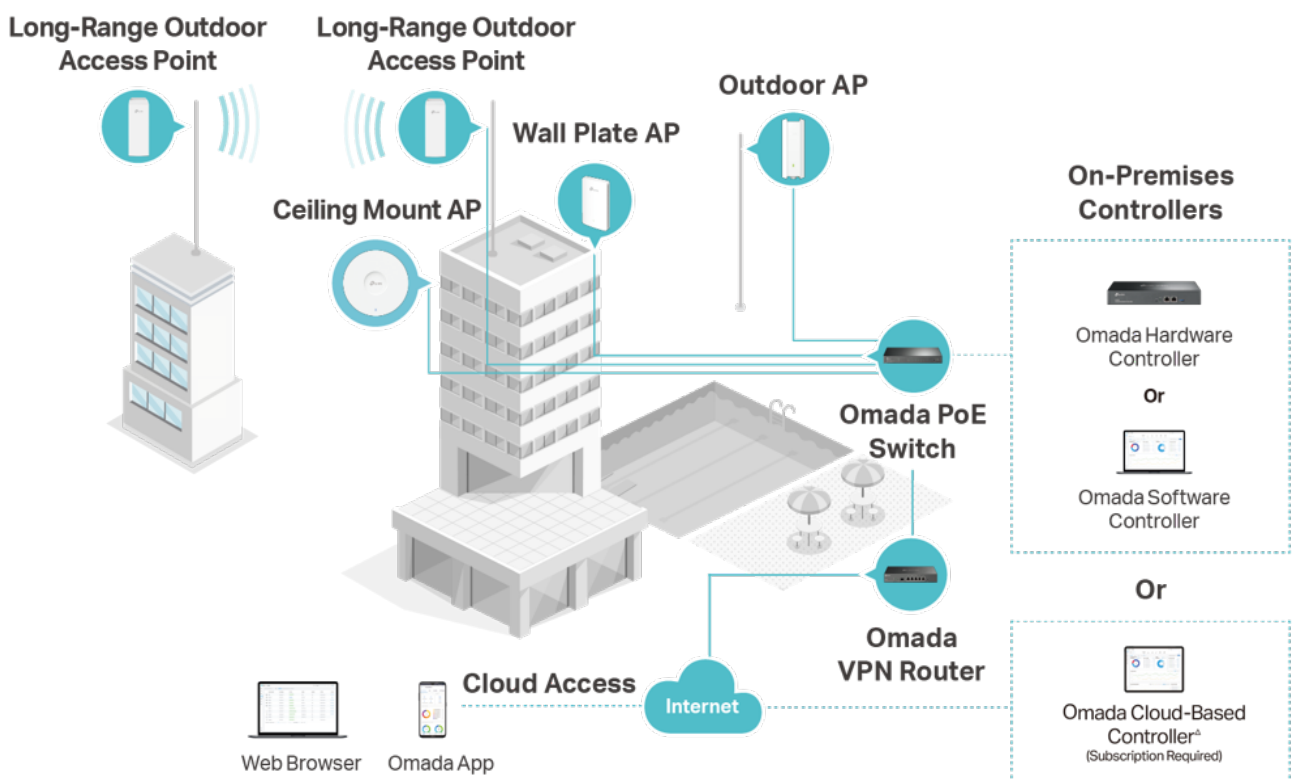 Long-Range Outdoor
Access Point
Long-Range Outdoor
Access Point
Outdoor AP
Wall Plate AP
Ceiling Mount AP
On-Premises
Controllers
Omada Hardware
Controller
Or
Omada Software
Controller
Omada PoE
Switch
Or
Omada
VPN Router
Cloud Access
Internet
Omada Cloud-Based
Controller△
(Subscription Required)
Web Browser
Omada App